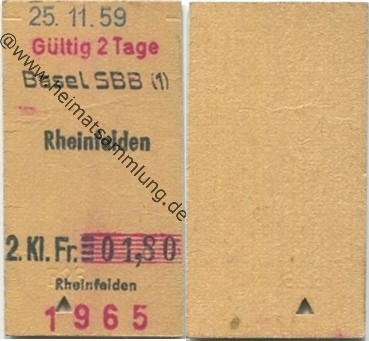 25. 11. 59
Gültig 2 Tage
Basel SBB (1)
Rheinfelden
2. Kl. Fr. 01,80
Rheinfelden
1965
@www.heimatsammlung.de